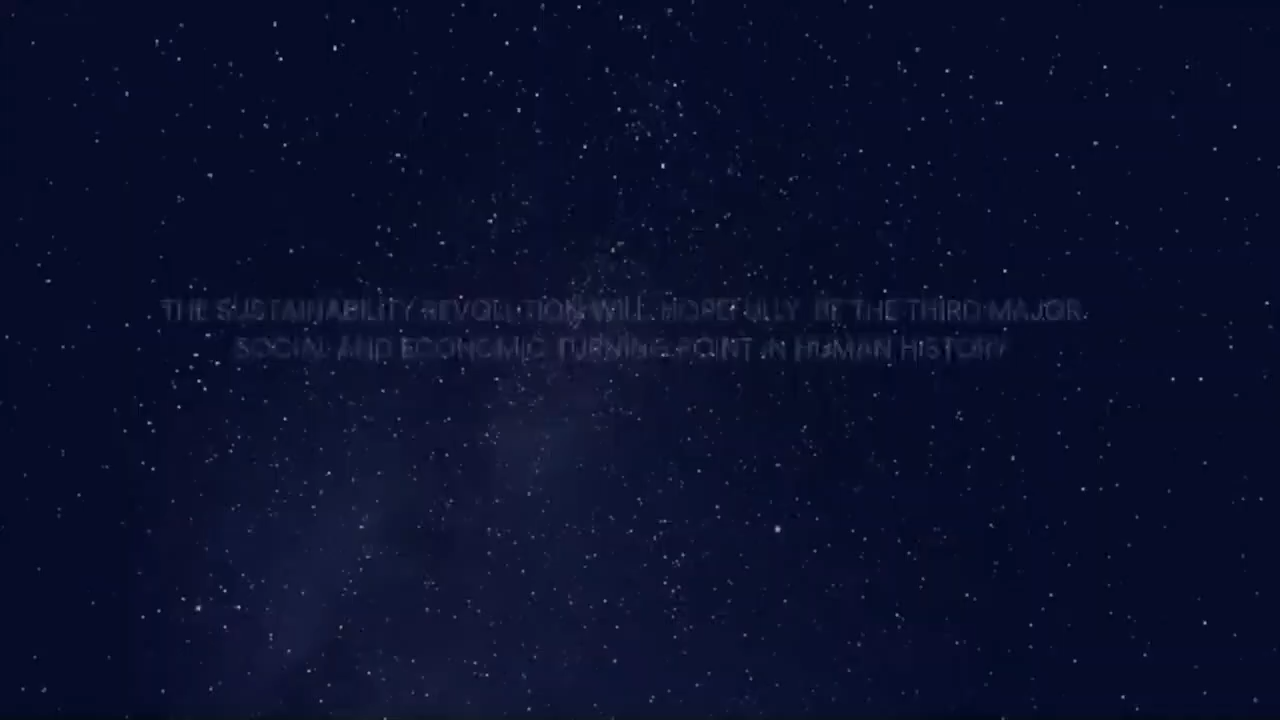 THE SUSTAINABILITY REVOLUTION WILL HOPEFULLY BE THE THIRD MAJOR
SOCIAL AND ECONOMIC TURNING POINT IN HUMAN HISTORY